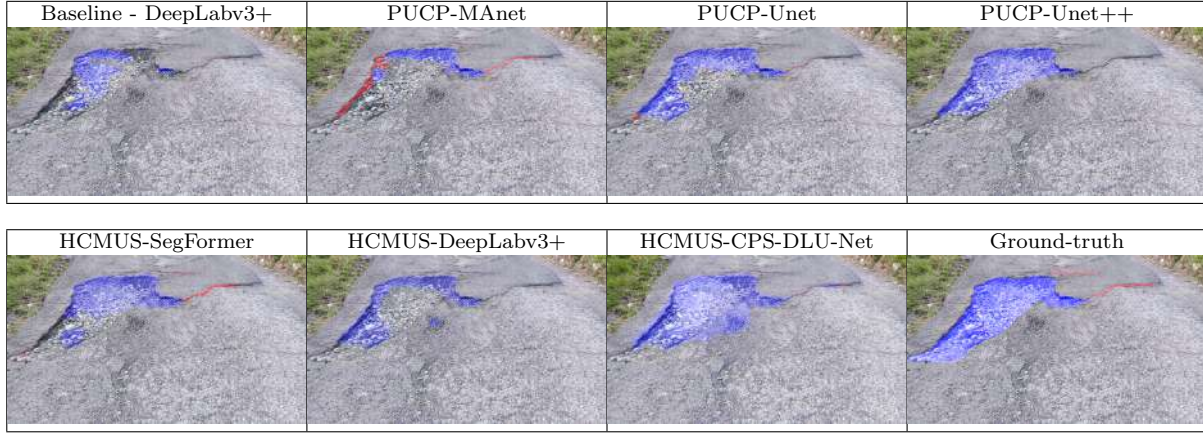 Baseline - DeepLabv3+ PUCP-MAnet PUCP-Unet PUCP-Unet++
HCMUS-SegFormer HCMUS-DeepLabv3+ HCMUS-CPS-DLU-Net Ground-truth